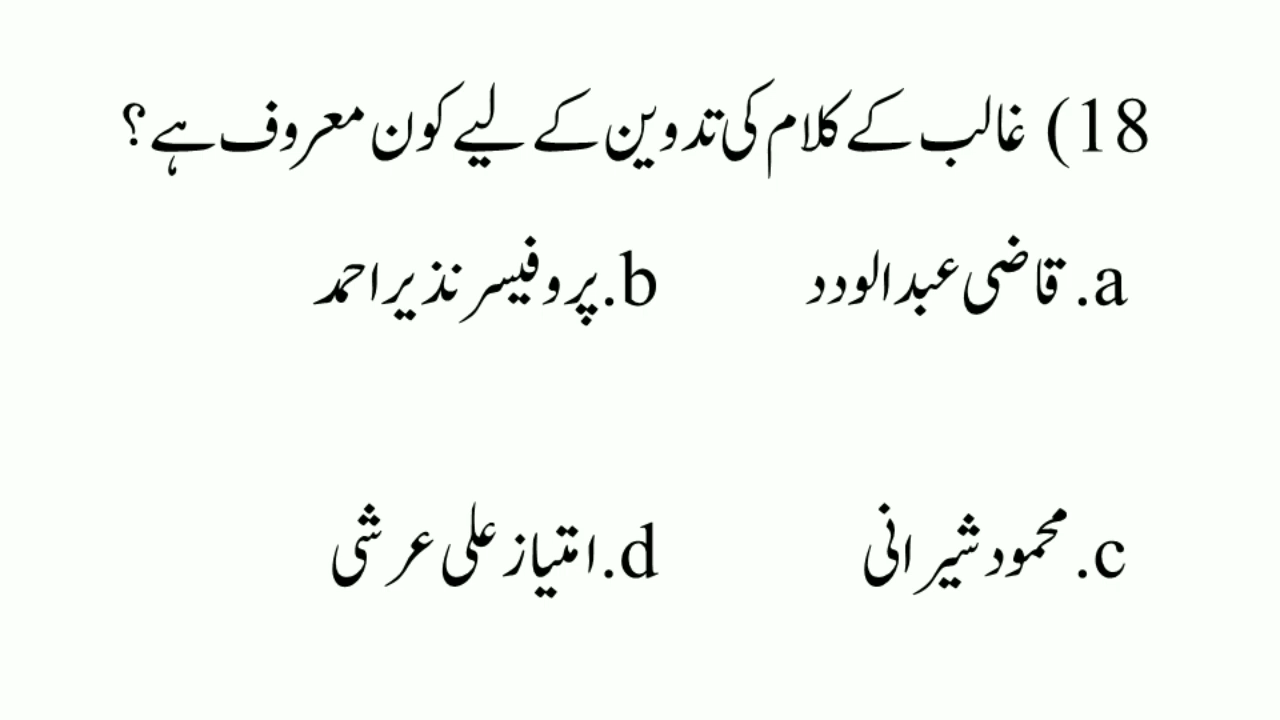 18) غالب کے کلام کی تدوین کے لیے کون معروف ہے؟
a. قاضی عبدالودد b. پروفیسر نذیر احمد
c. محمود شیرانی d. امتیاز علی عرشی